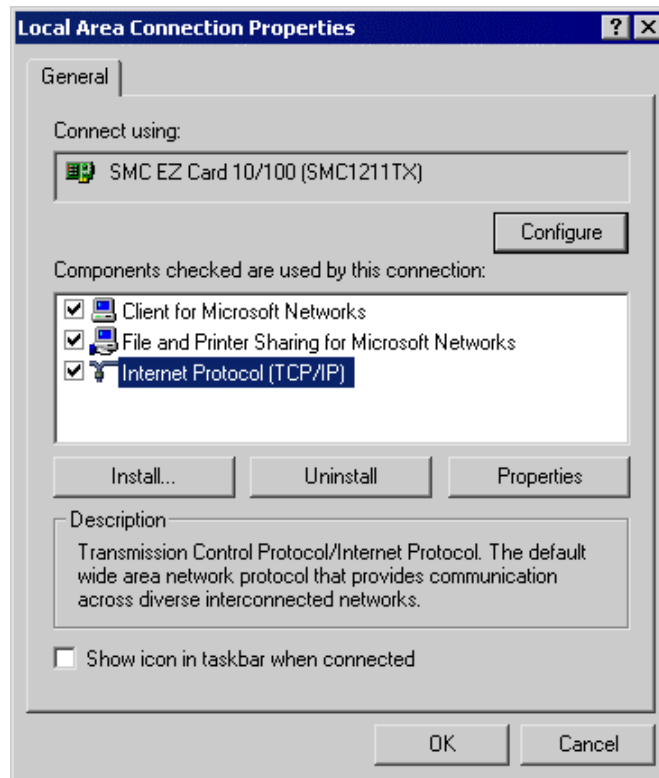 Local Area Connection Properties
General
Connect using:
SMC EZ Card 10/100 (SMC1211TX)
Configure
Components checked are used by this connection:
Client for Microsoft Networks
File and Printer Sharing for Microsoft Networks
Internet Protocol (TCP/IP)
Install... Uninstall Properties
Description
Transmission Control Protocol/Internet Protocol. The default
wide area network protocol that provides communication
across diverse interconnected networks.
Show icon in taskbar when connected
OK Cancel